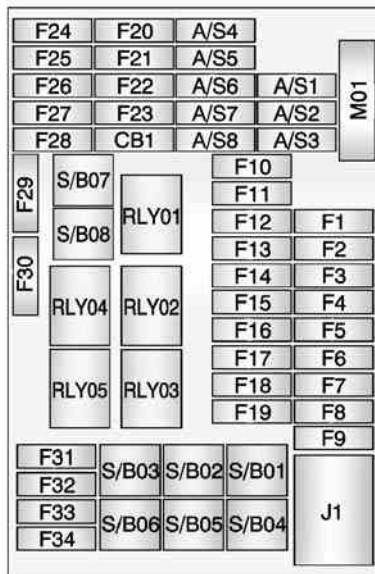 F24 F20 A/S4
F25 F21 A/S5
F26 F22 A/S6 A/S1
F27 F23 A/S7 A/S2
F28 CB1 A/S8 A/S3
M01
F29
F30
S/B07
S/B08
RLY01
RLY04 RLY02
RLY05 RLY03
F10
F11
F12 F1
F13 F2
F14 F3
F15 F4
F16 F5
F17 F6
F18 F7
F19 F8
F9
F31
F32
F33
F34
S/B03 S/B02 S/B01
S/B06 S/B05 S/B04
J1